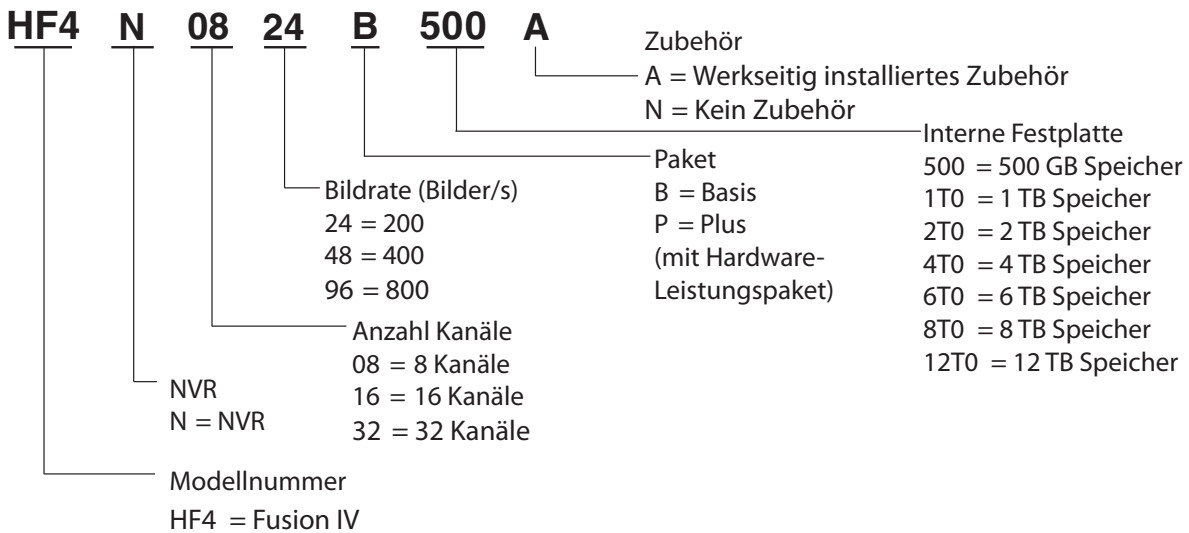 HF4 N 08 24 B 500 A
Zubehör
A = Werkseitig installiertes Zubehör
N = Kein Zubehör
Interne Festplatte
500 = 500 GB Speicher
1T0 = 1 TB Speicher
2T0 = 2 TB Speicher
4T0 = 4 TB Speicher
6T0 = 6 TB Speicher
8T0 = 8 TB Speicher
12T0 = 12 TB Speicher
Paket
B = Basis
P = Plus
(mit Hardware-
Leistungspaket)
Bildrate (Bilder/s)
24 = 200
48 = 400
96 = 800
Anzahl Kanäle
08 = 8 Kanäle
16 = 16 Kanäle
32 = 32 Kanäle
NVR
N = NVR
Modellnummer
HF4 = Fusion IV